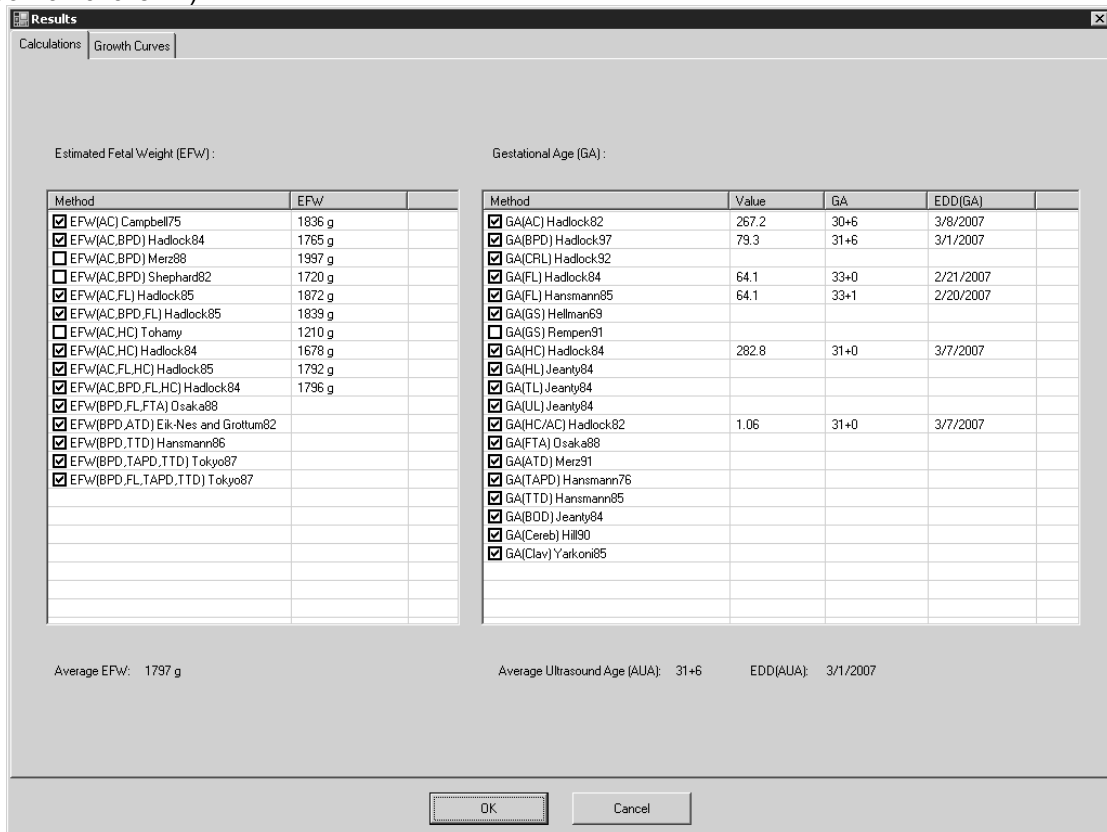 Results
Calculations Growth Curves
Estimated Fetal Weight (EFW) :
Method EFW
EFW(AC) Campbell75 1836 g
EFW(AC,BPD) Hadlock84 1765 g
EFW(AC,BPD) Merz88 1997 g
EFW(AC,BPD) Shephard82 1720 g
EFW(AC,FL) Hadlock85 1872 g
EFW(AC,BPD,FL) Hadlock85 1839 g
EFW(AC,HC) Tohamy 1210 g
EFW(AC,HC) Hadlock84 1678 g
EFW(AC,FL,HC) Hadlock85 1792 g
EFW(AC,BPD,FL,HC) Hadlock84 1796 g
EFW(BPD,FL,FTA) Osaka88
EFW(BPD,ATD) Eik-Nes and Grottum82
EFW(BPD,TTD) Hansmann86
EFW(BPD,TAPD,TTD) Tokyo87
EFW(BPD,FL,TAPD,TTD) Tokyo87
Average EFW: 1797 g
Gestational Age (GA) :
Method Value GA EDD(GA)
GA(AC) Hadlock82 267.2 30+6 3/8/2007
GA(BPD) Hadlock97 79.3 31+6 3/1/2007
GA(CRL) Hadlock92
GA(FL) Hadlock84 64.1 33+0 2/21/2007
GA(FL) Hansmann85 64.1 33+1 2/20/2007
GA(GS) Hellman69
GA(GS) Rempen91
GA(HC) Hadlock84 282.8 31+0 3/7/2007
GA(HL) Jeanty84
GA(TL) Jeanty84
GA(UL) Jeanty84
GA(HC/AC) Hadlock82 1.06 31+0 3/7/2007
GA(FTA) Osaka88
GA(ATD) Merz91
GA(TAPD) Hansmann76
GA(TTD) Hansmann85
GA(BOD) Jeanty84
GA(Cereb) Hill90
GA(Clav) Yarkoni85
Average Ultrasound Age (AUA): 31+6 EDD(AUA): 3/1/2007
OK Cancel